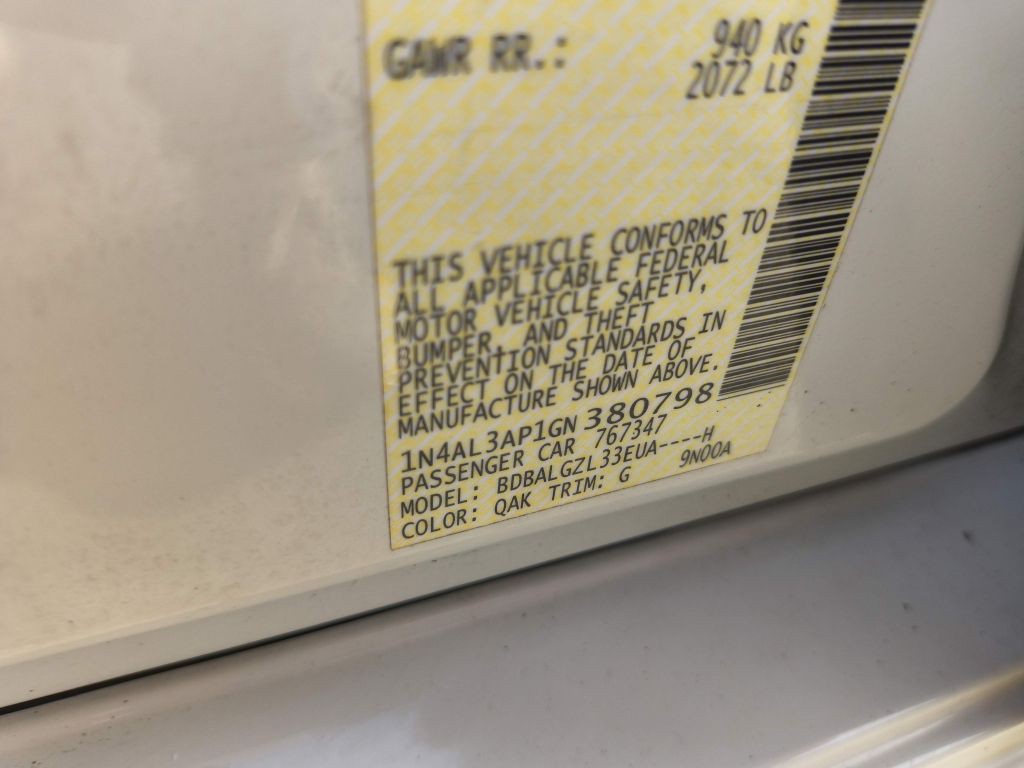 GAWR RR.: 940 KG
2072 LB
THIS VEHICLE CONFORMS TO
ALL APPLICABLE FEDERAL
MOTOR VEHICLE SAFETY,
BUMPER, AND THEFT
PREVENTION STANDARDS IN
EFFECT ON THE DATE OF
MANUFACTURE SHOWN ABOVE.
1N4AL3AP1GN 380798
PASSENGER CAR 767347
MODEL: BDBALGZL33EUA----H
COLOR: QAK TRIM: G 9N00A